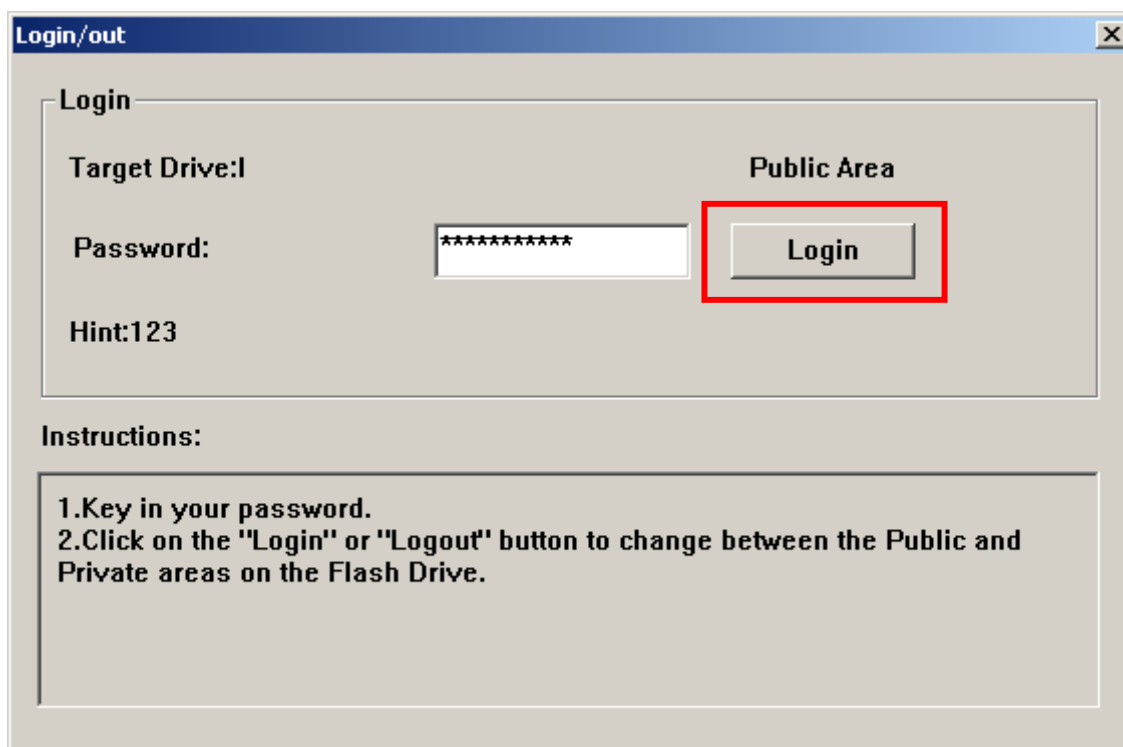 Login/out
Login
Target Drive:I
Public Area
Password:
***********
Login
Hint:123
Instructions:
1.Key in your password.
2.Click on the "Login" or "Logout" button to change between the Public and
Private areas on the Flash Drive.